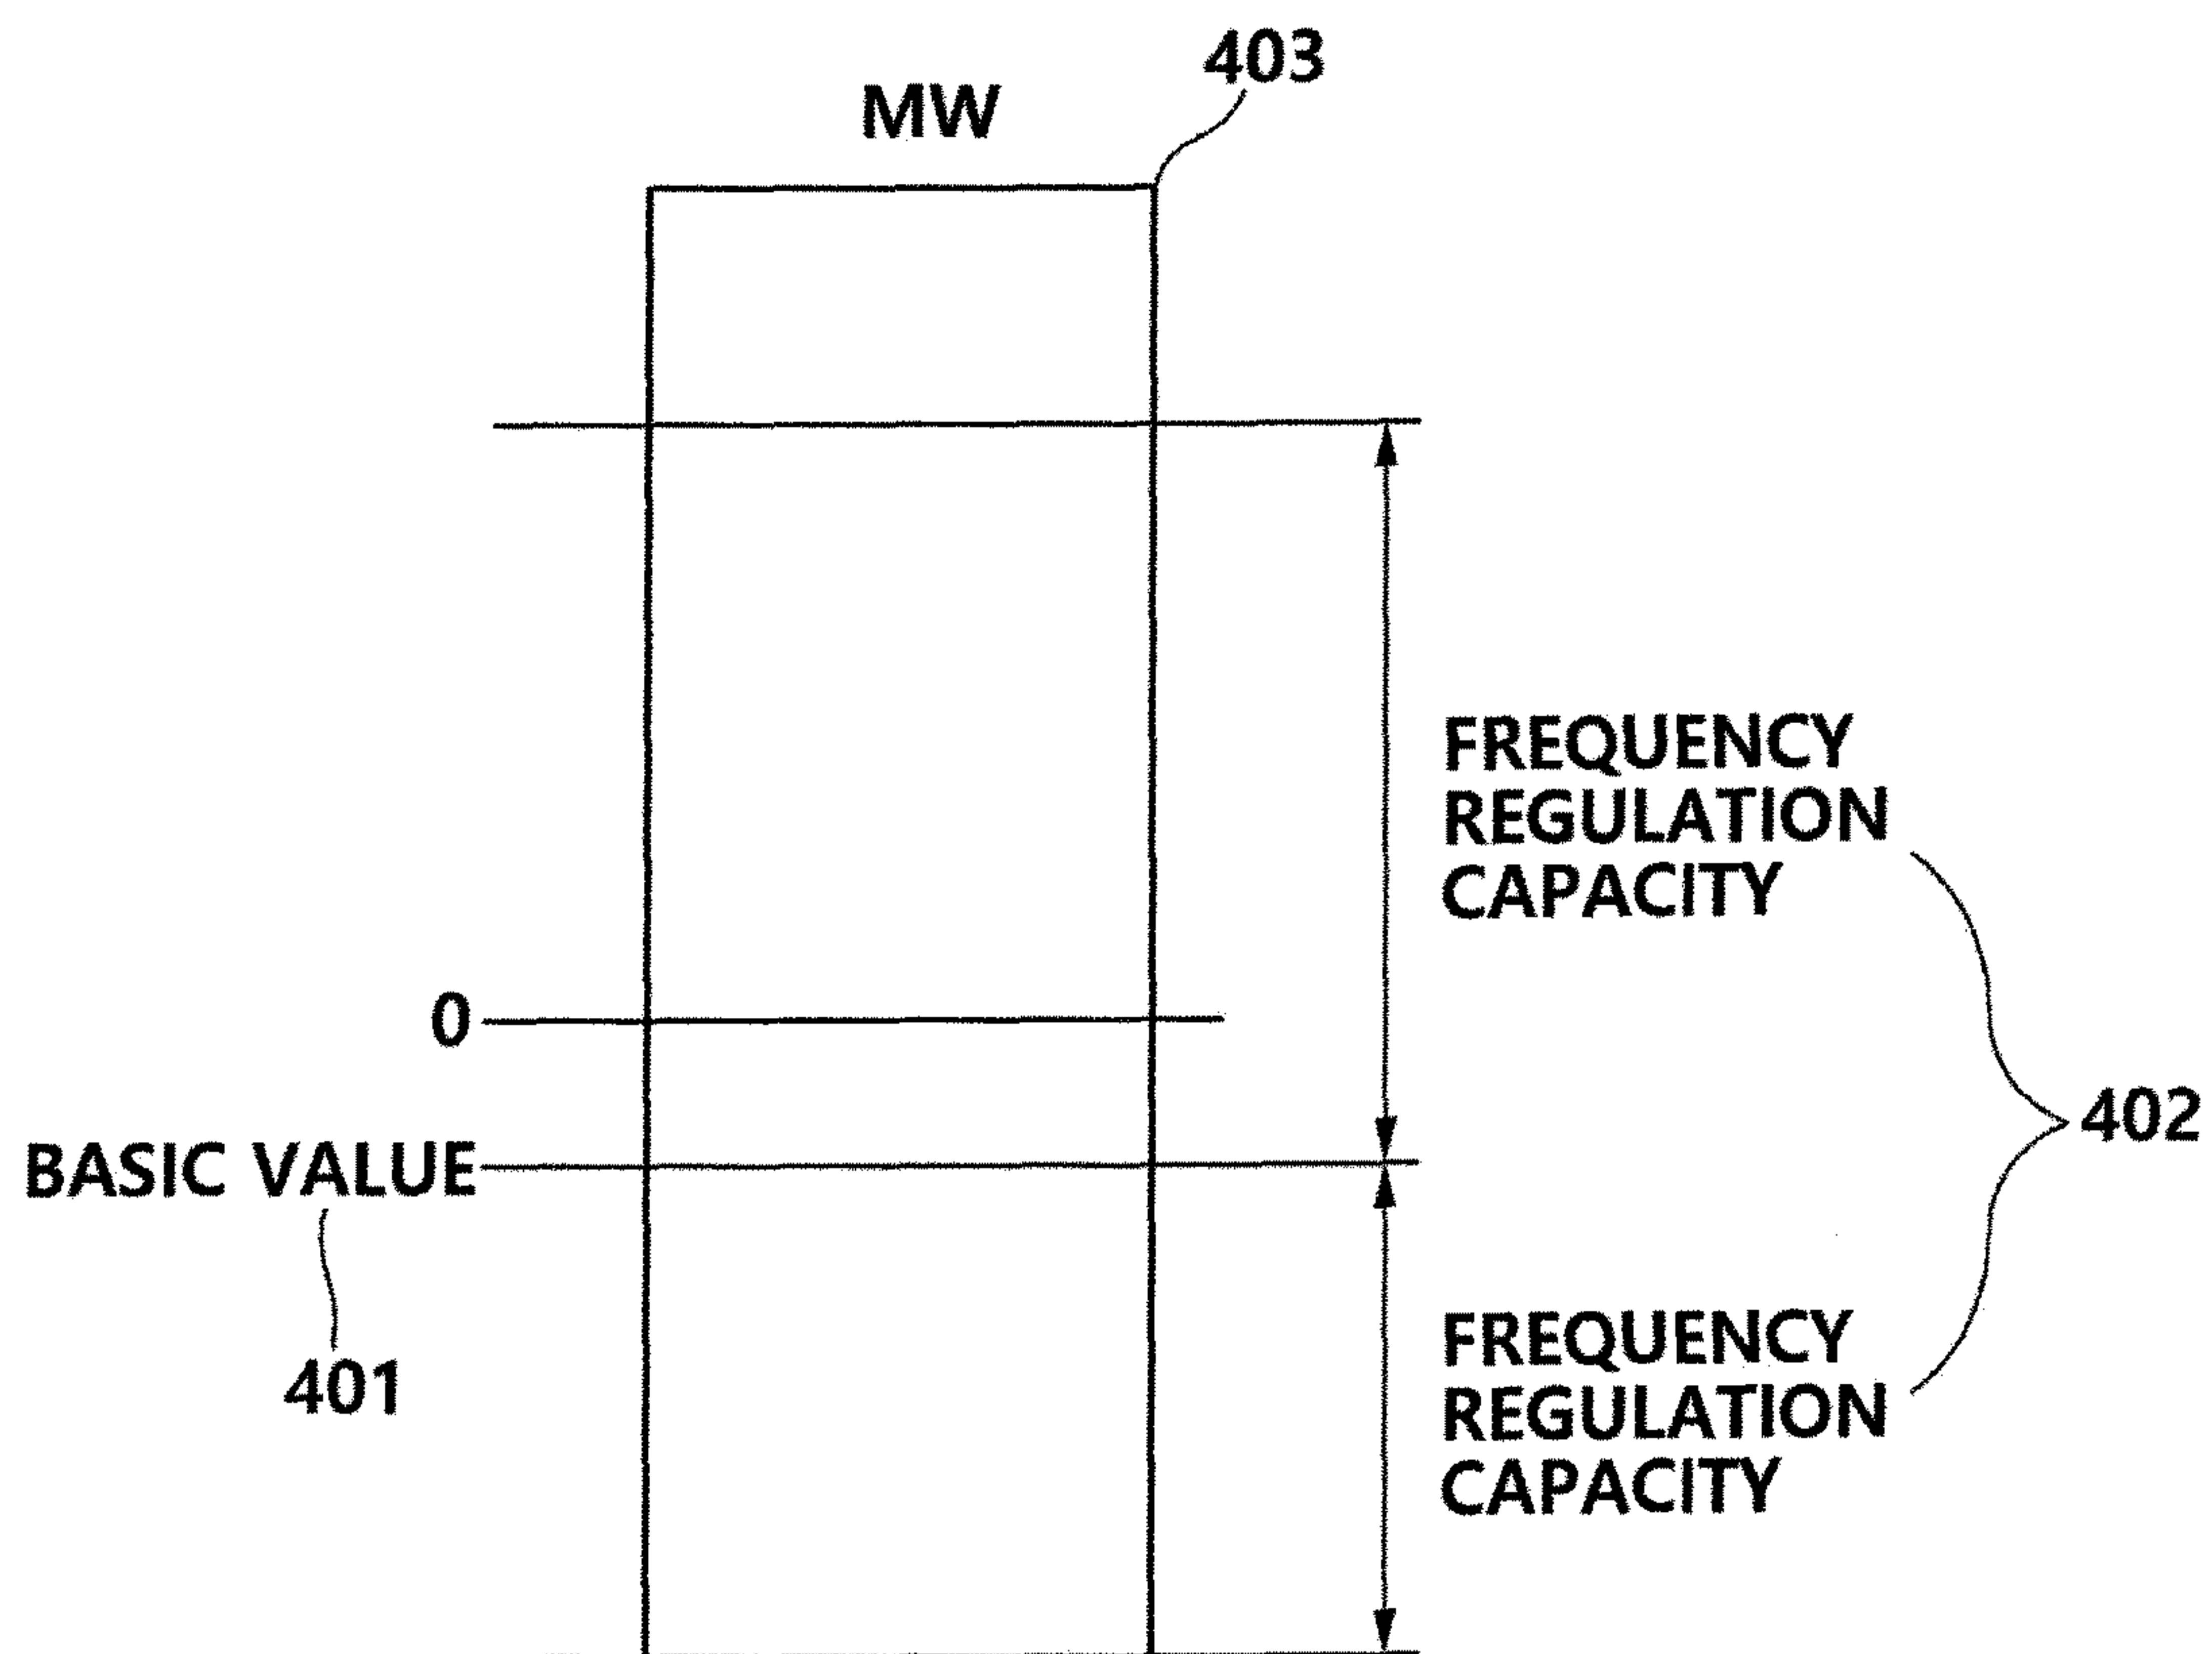 403
MW
FREQUENCY
REGULATION
CAPACITY
0
402
BASIC VALUE
401
FREQUENCY
REGULATION
CAPACITY